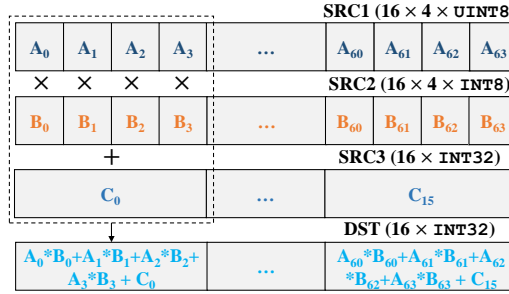 SRC1 (16 × 4 × UINT8)
A₀ A₁ A₂ A₃ ... A₆₀ A₆₁ A₆₂ A₆₃
× × × × SRC2 (16 × 4 × INT8)
B₀ B₁ B₂ B₃ ... B₆₀ B₆₁ B₆₂ B₆₃
+ SRC3 (16 × INT32)
C₀ ... C₁₅
DST (16 × INT32)
A₀*B₀+A₁*B₁+A₂*B₂+ ... A₆₀*B₆₀+A₆₁*B₆₁+A₆₂
A₃*B₃ + C₀ *B₆₂+A₆₃*B₆₃ + C₁₅